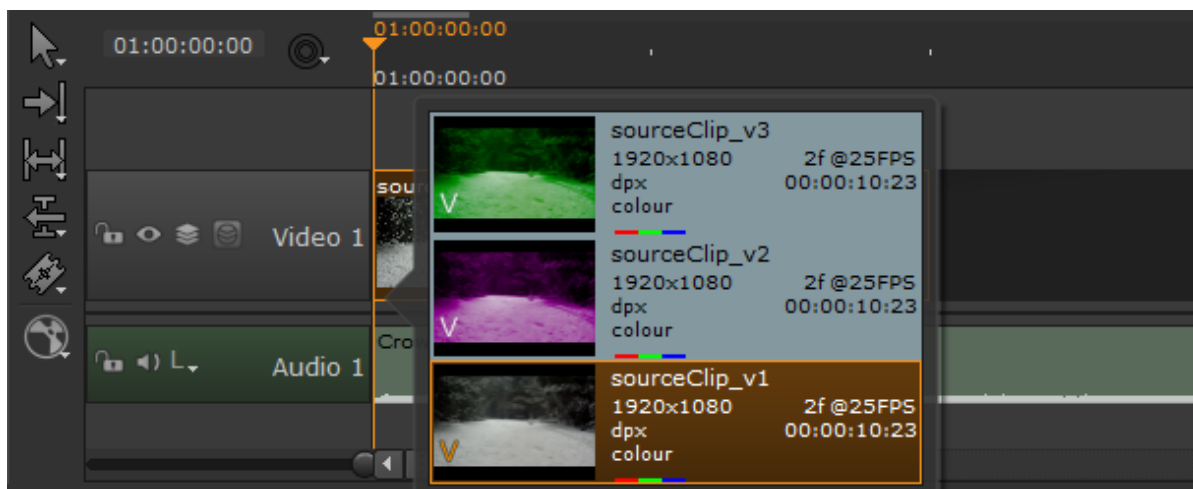 01:00:00:00
01:00:00:00
01:00:00:00
sourceClip_v3
1920x1080 2f @25FPS
dpx 00:00:10:23
colour
V
sou
Video 1
sourceClip_v2
1920x1080 2f @25FPS
dpx 00:00:10:23
colour
V
Cro
L
Audio 1
sourceClip_v1
1920x1080 2f @25FPS
dpx 00:00:10:23
colour
V